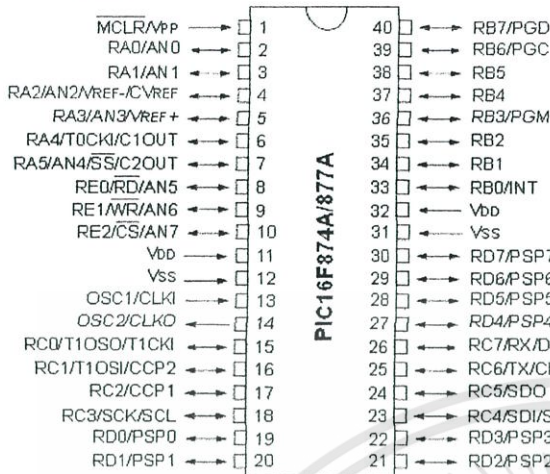 MCLR/VPP 1
RA0/AN0 2
RA1/AN1 3
RA2/AN2/VREF-/CVREF 4
RA3/AN3/VREF+ 5
RA4/T0CKI/C1OUT 6
RA5/AN4/SS/C2OUT 7
RE0/RD/AN5 8
RE1/WR/AN6 9
RE2/CS/AN7 10
VDD 11
VSS 12
OSC1/CLKI 13
OSC2/CLKO 14
RC0/T1OSO/T1CKI 15
RC1/T1OSI/CCP2 16
RC2/CCP1 17
RC3/SCK/SCL 18
RD0/PSP0 19
RD1/PSP1 20
PIC16F874A/877A
40 RB7/PGD
39 RB6/PGC
38 RB5
37 RB4
36 RB3/PGM
35 RB2
34 RB1
33 RB0/INT
32 VDD
31 VSS
30 RD7/PSP7
29 RD6/PSP6
28 RD5/PSP5
27 RD4/PSP4
26 RC7/RX/D
25 RC6/TX/C
24 RC5/SDO
23 RC4/SDI/S
22 RD3/PSP3
21 RD2/PSP2